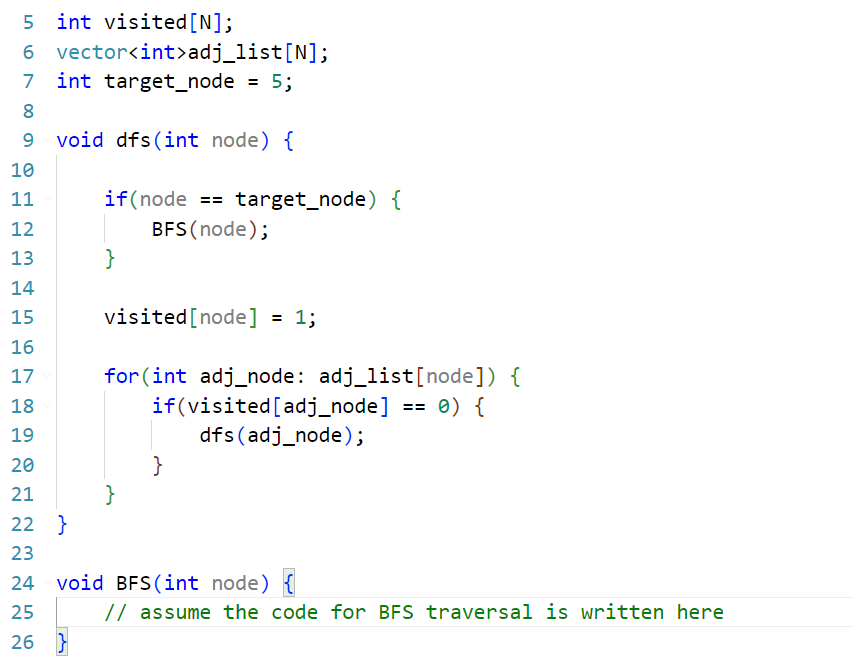 5 int visited[N];
6 vector<int>adj_list[N];
7 int target_node = 5;
8
9 void dfs(int node) {
10
11     if(node == target_node) {
12         BFS(node);
13     }
14
15     visited[node] = 1;
16
17     for(int adj_node: adj_list[node]) {
18         if(visited[adj_node] == 0) {
19             dfs(adj_node);
20         }
21     }
22 }
23
24 void BFS(int node) {
25     // assume the code for BFS traversal is written here
26 }